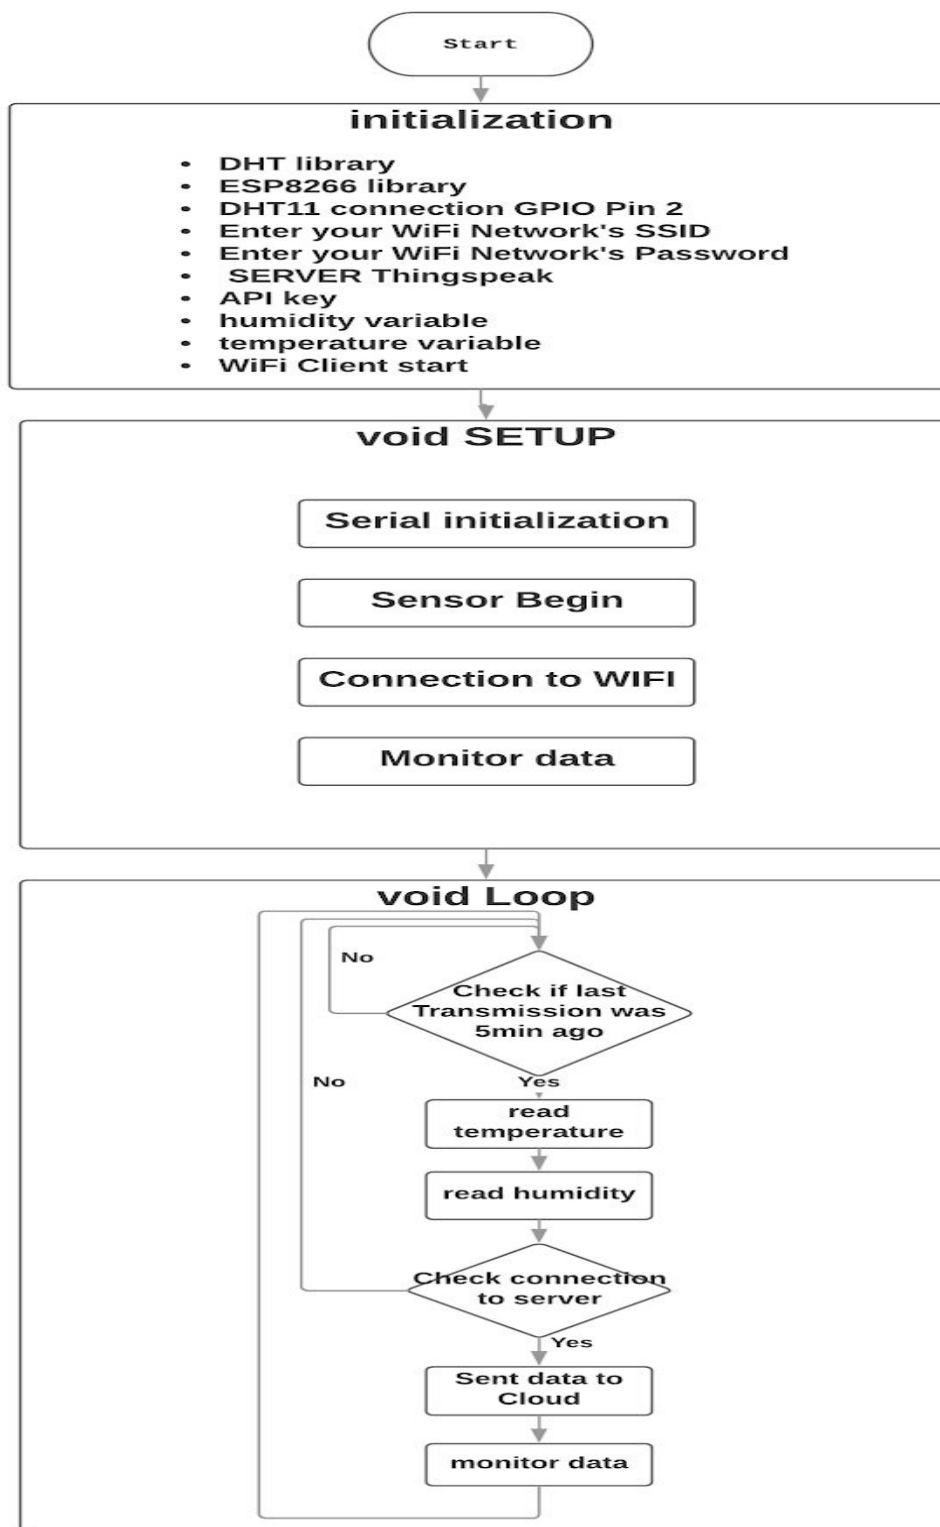 Start
initialization
• DHT library
• ESP8266 library
• DHT11 connection GPIO Pin 2
• Enter your WiFi Network's SSID
• Enter your WiFi Network's Password
• SERVER Thingspeak
• API key
• humidity variable
• temperature variable
• WiFi Client start
void SETUP
Serial initialization
Sensor Begin
Connection to WIFI
Monitor data
void Loop
No
Check if last
Transmission was
5min ago
No
Yes
read
temperature
read humidity
Check connection
to server
Yes
Sent data to
Cloud
monitor data